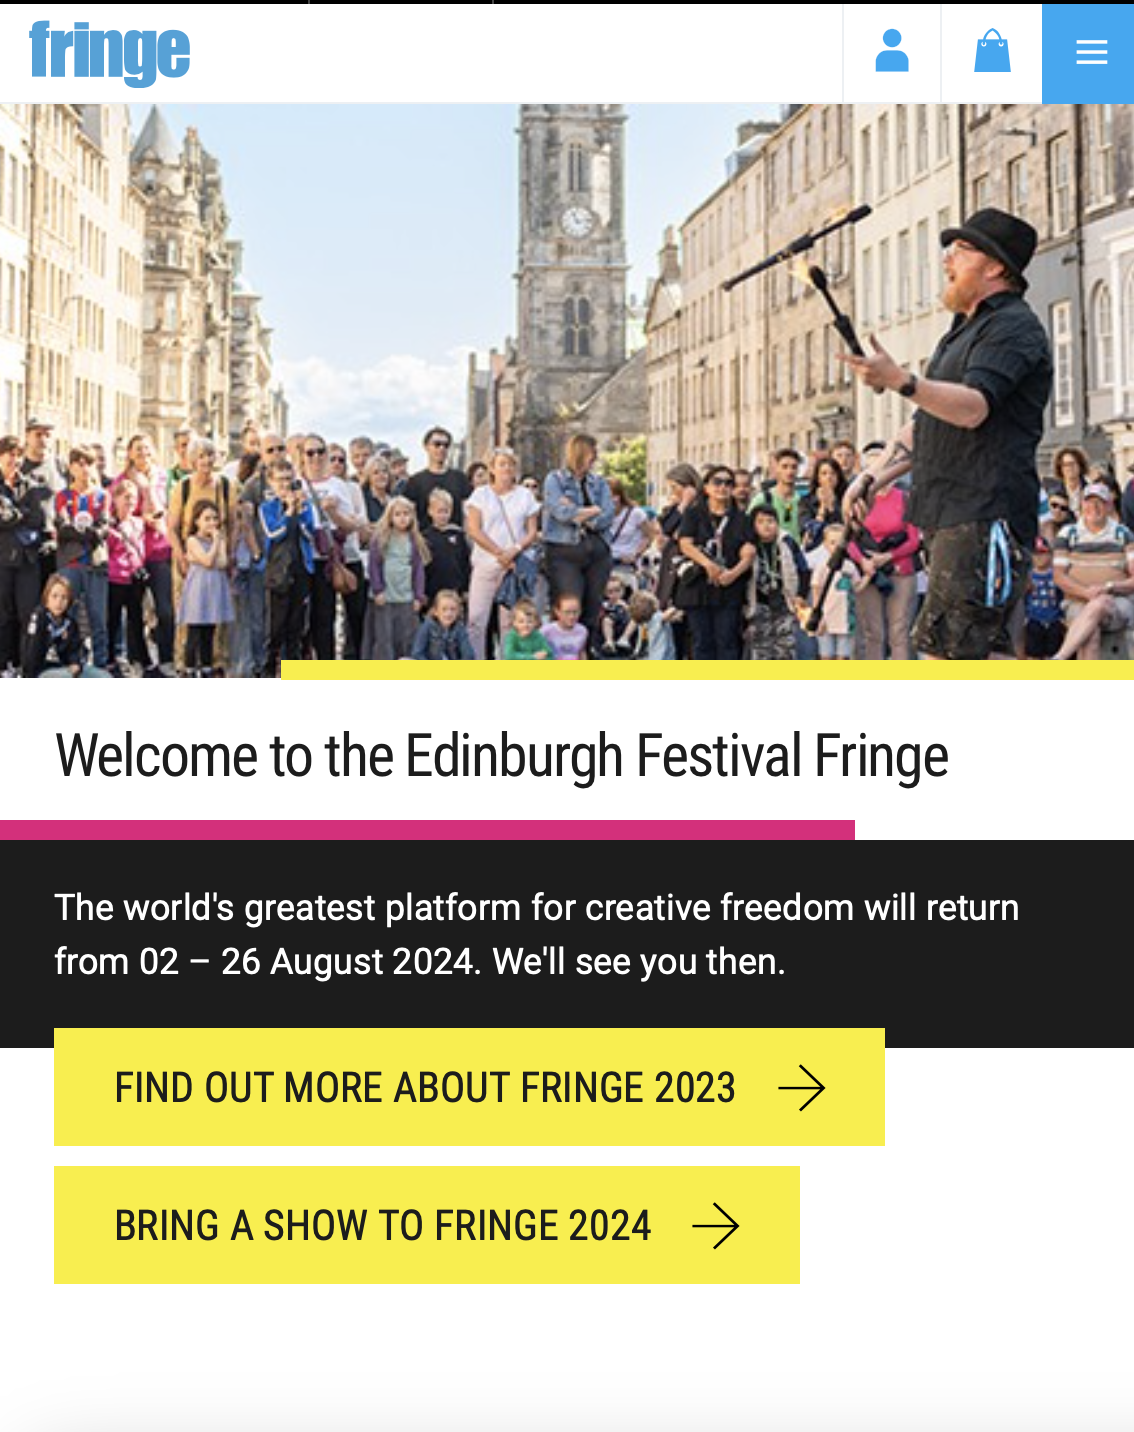 fringe
Welcome to the Edinburgh Festival Fringe
The world's greatest platform for creative freedom will return
from 02 – 26 August 2024. We'll see you then.
FIND OUT MORE ABOUT FRINGE 2023
BRING A SHOW TO FRINGE 2024